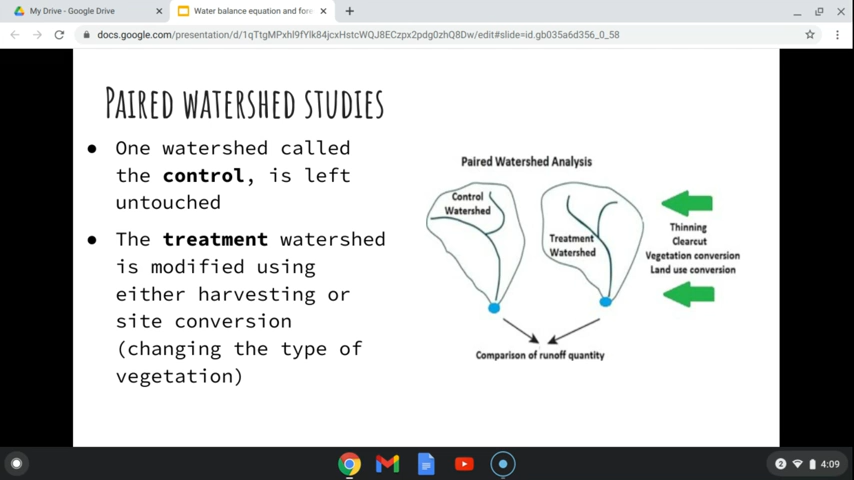 My Drive - Google Drive
Water balance equation and fore
docs.google.com/presentation/d/1qTtgMPxhl9fYlk84jcxHstcWQJ8ECzpx2pdg0zhQ8Dw/edit#slide=id.gb035a6d356_0_58
Paired watershed studies
● One watershed called
the control, is left
untouched
● The treatment watershed
is modified using
either harvesting or
site conversion
(changing the type of
vegetation)
Paired Watershed Analysis
Control
Watershed
Treatment
Watershed
Thinning
Clearcut
Vegetation conversion
Land use conversion
Comparison of runoff quantity
2
4:09